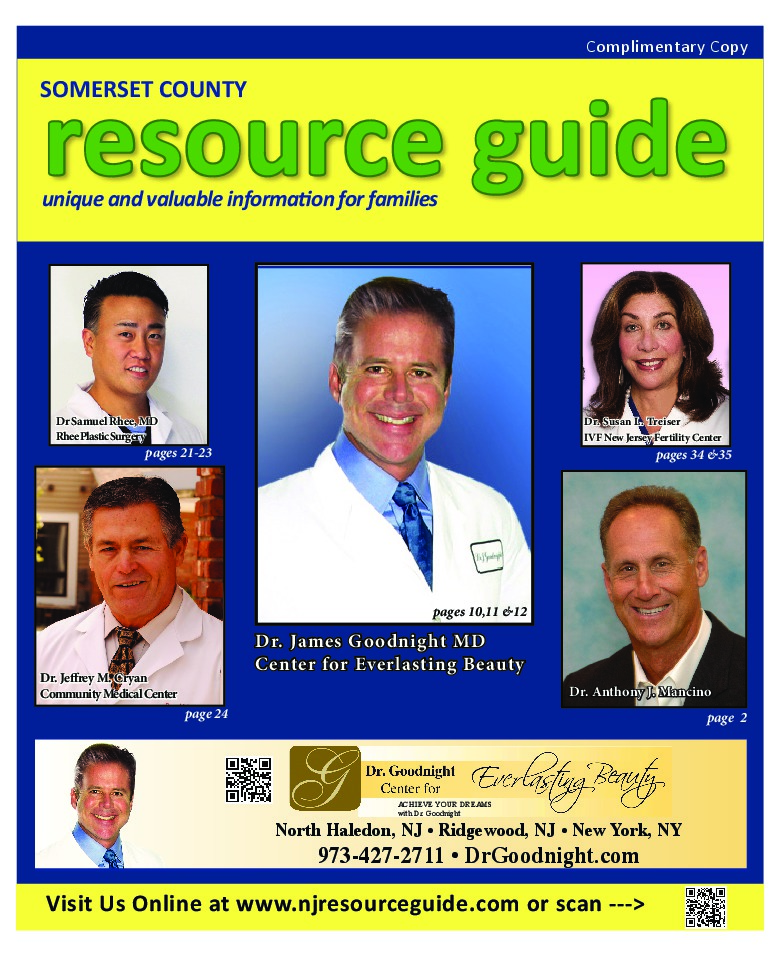 Complimentary Copy
SOMERSET COUNTY
resource guide
unique and valuable information for families
Dr Samuel Rhee, MD
Rhee Plastic Surgery
pages 21-23
pages 10,11 &12
Dr. James Goodnight MD
Center for Everlasting Beauty
Dr. Susan L. Treiser
IVF New Jersey Fertility Center
pages 34 &35
Dr. Jeffrey M. Cryan
Community Medical Center
page 24
Dr. Anthony J. Mancino
page 2
G
Dr. Goodnight
Center for
Everlasting Beauty
ACHIEVE YOUR DREAMS
with Dr. Goodnight
North Haledon, NJ • Ridgewood, NJ • New York, NY
973-427-2711 • DrGoodnight.com
Visit Us Online at www.njresourceguide.com or scan --->